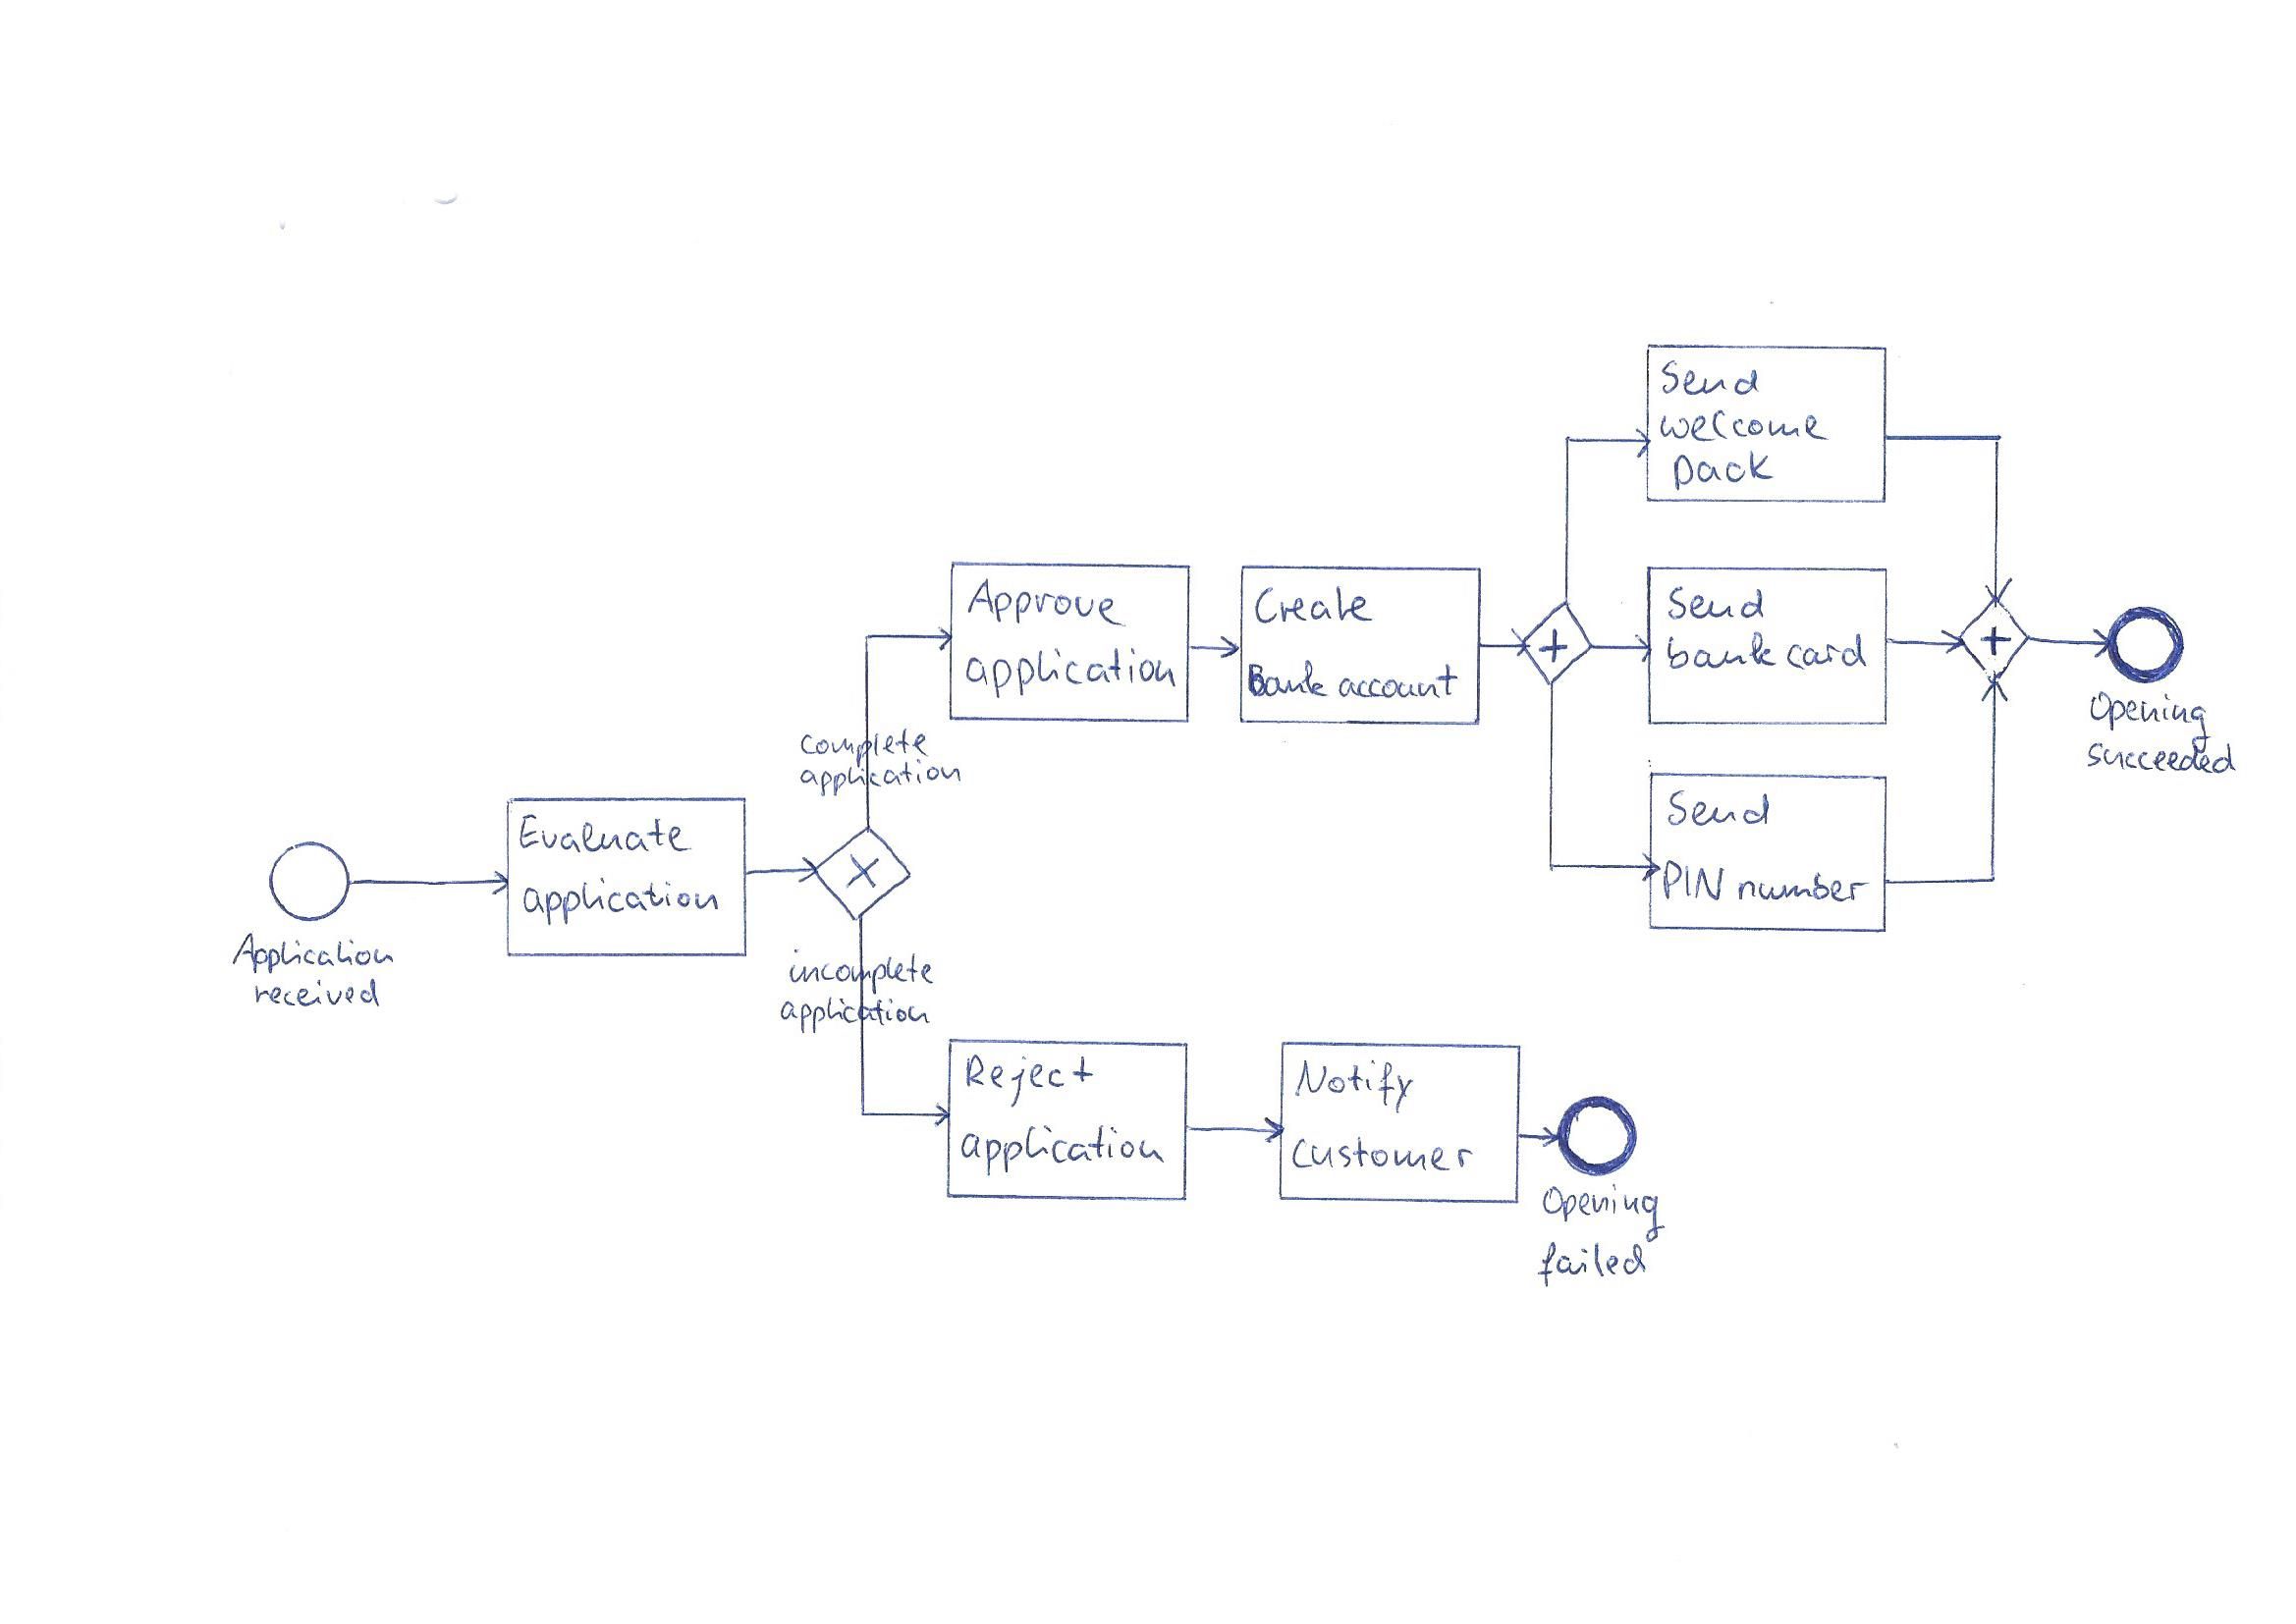 Application
received
Evaluate
application
complete
application
incomplete
application
Approve
application
Create
Bank account
Send
welcome
pack
Send
bank card
Send
PIN number
Opening
succeeded
Reject
application
Notify
customer
Opening
failed